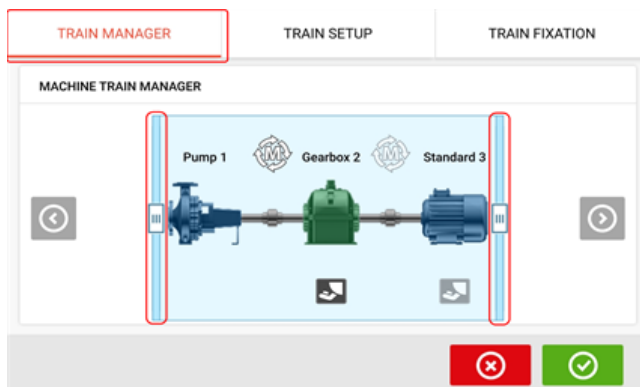 TRAIN MANAGER TRAIN SETUP TRAIN FIXATION
MACHINE TRAIN MANAGER
Pump 1 M Gearbox 2 M Standard 3